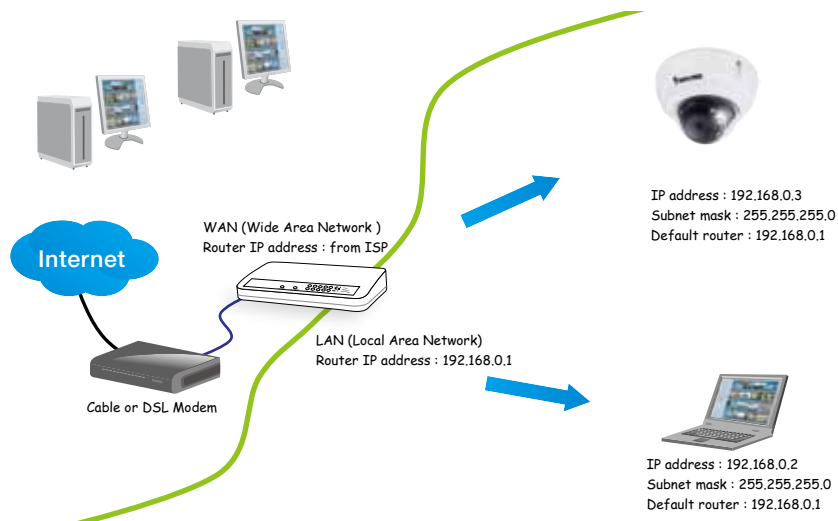 IP address : 192.168.0.3
Subnet mask : 255.255.255.0
Default router : 192.168.0.1
WAN (Wide Area Network )
Router IP address : from ISP
Internet
LAN (Local Area Network)
Router IP address : 192.168.0.1
Cable or DSL Modem
IP address : 192.168.0.2
Subnet mask : 255.255.255.0
Default router : 192.168.0.1